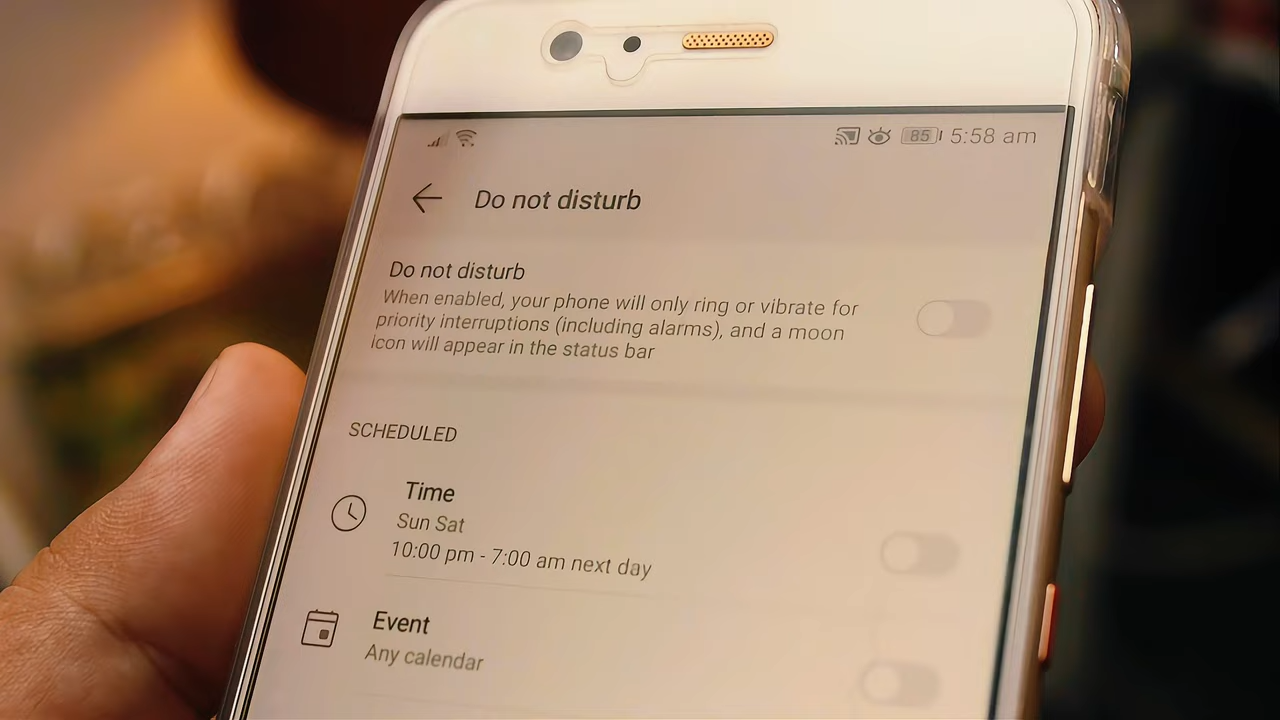 85 5:58 am
Do not disturb
Do not disturb
When enabled, your phone will only ring or vibrate for
priority interruptions (including alarms), and a moon
icon will appear in the status bar
SCHEDULED
Time
Sun Sat
10:00 pm - 7:00 am next day
Event
Any calendar